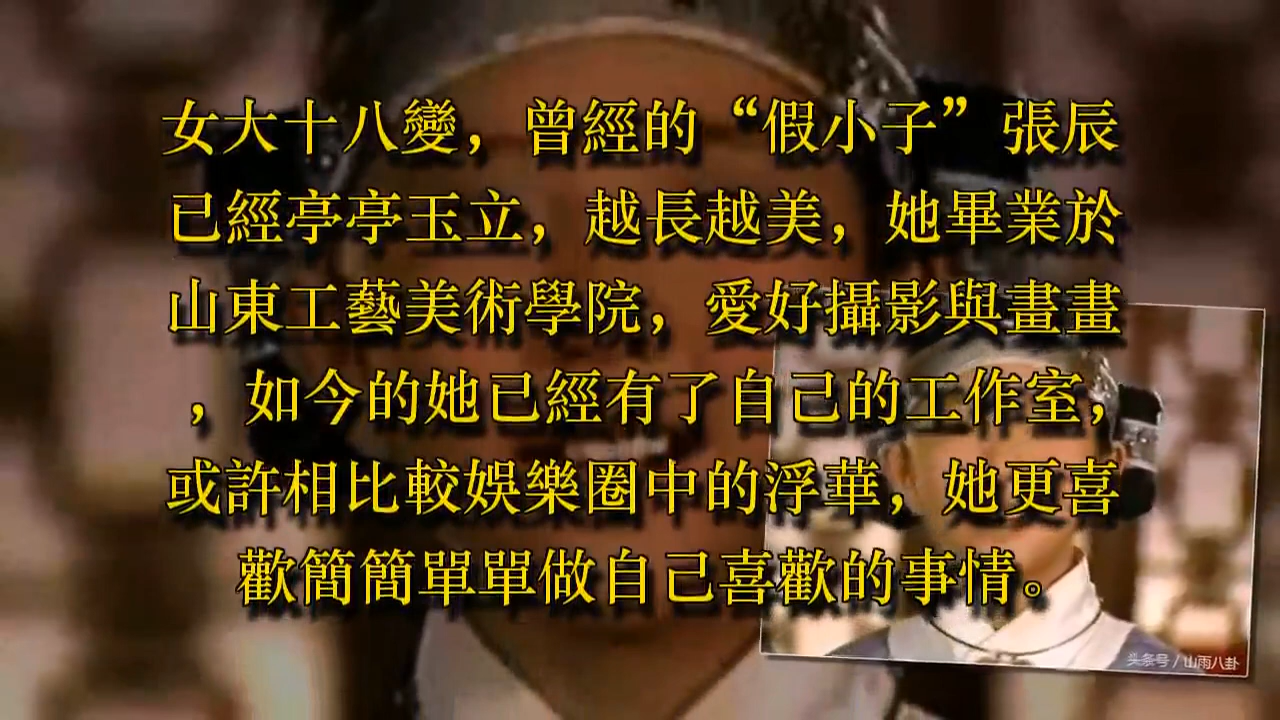 女大十八變，曾經的“假小子”張辰
已經亭亭玉立，越長越美，她畢業於
山東工藝美術學院，愛好攝影與畫畫
，如今的她已經有了自己的工作室，
或許相比較娛樂圈中的浮華，她更喜
歡簡簡單單做自己喜歡的事情。
头条号 / 山雨八卦